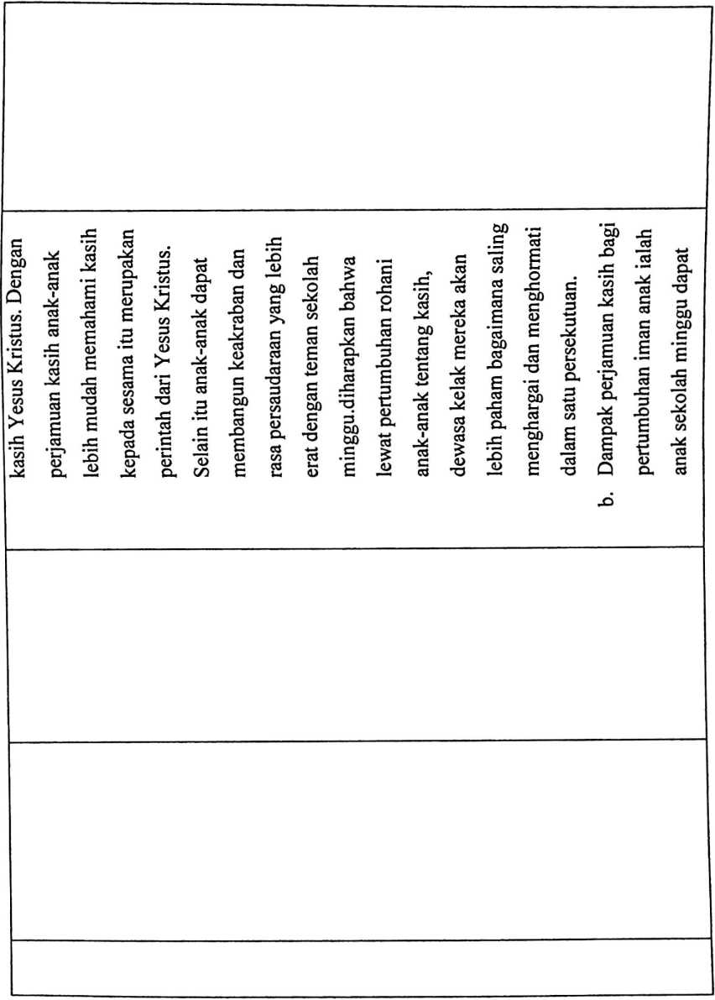 kasih Yesus Kristus. Dengan
perjamuan kasih anak-anak
lebih mudah memahami kasih
kepada sesama itu merupakan
perintah dari Yesus Kristus.
Selain itu anak-anak dapat
membangun keakraban dan
rasa persaudaraan yang lebih
erat dengan teman sekolah
minggu.diharapkan bahwa
lewat pertumbuhan rohani
anak-anak tentang kasih,
dewasa kelak mereka akan
lebih paham bagaimana saling
menghargai dan menghormati
dalam satu persekutuan.
b. Dampak perjamuan kasih bagi
pertumbuhan iman anak ialah
anak sekolah minggu dapat